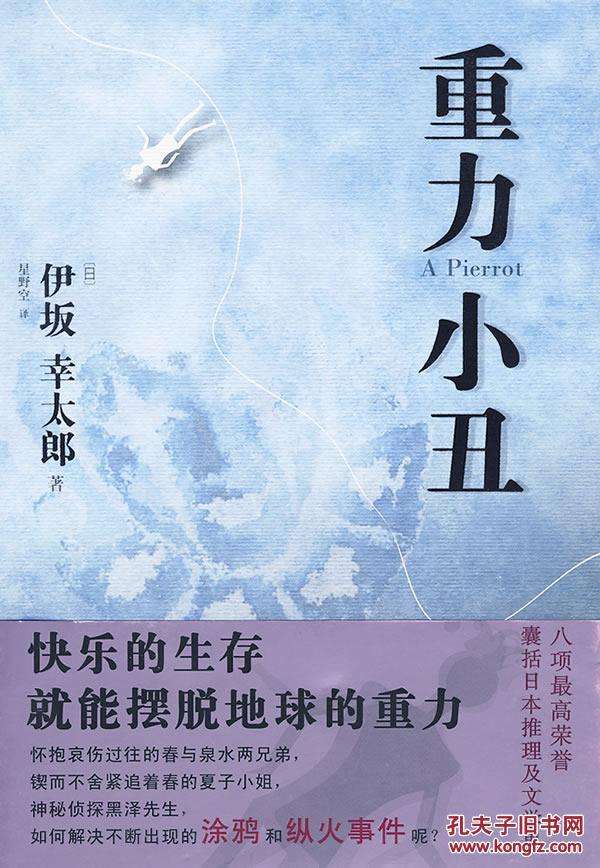 重力小丑
A Pierrot
[日]
伊坂 幸太郎 著
星野空 译
快乐的生存
就能摆脱地球的重力
怀抱哀伤过往的春与泉水两兄弟,
锲而不舍紧追着春的夏子小姐,
神秘侦探黑泽先生,
如何解决不断出现的涂鸦和纵火事件呢?
八项最高荣誉
囊括日本推理及文学
孔夫子旧书网
www.kongfz.com